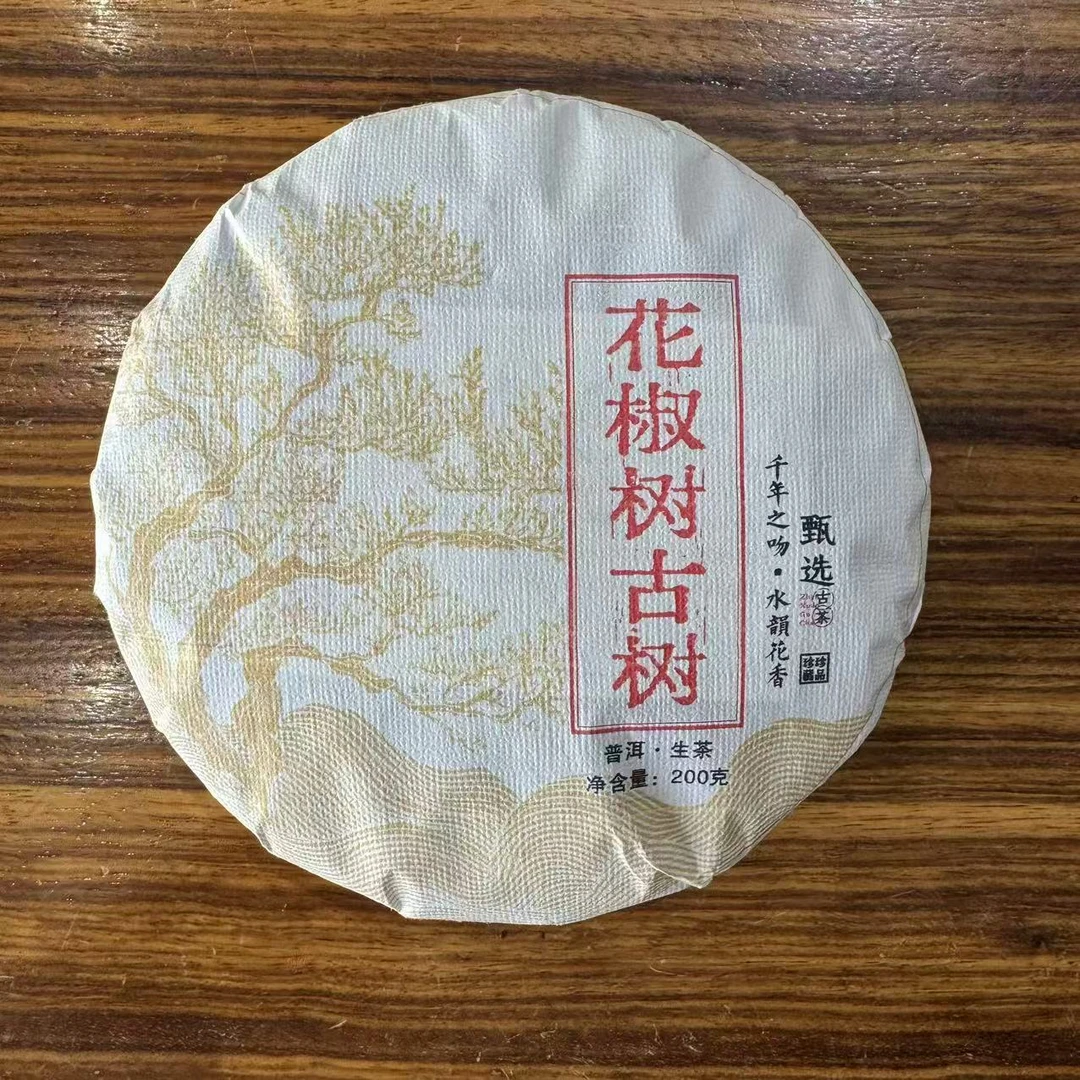 花椒树古树
甄选
古茶
千年之吻·水韻花香
珍品
珍藏
普洱·生茶
净含量：200克